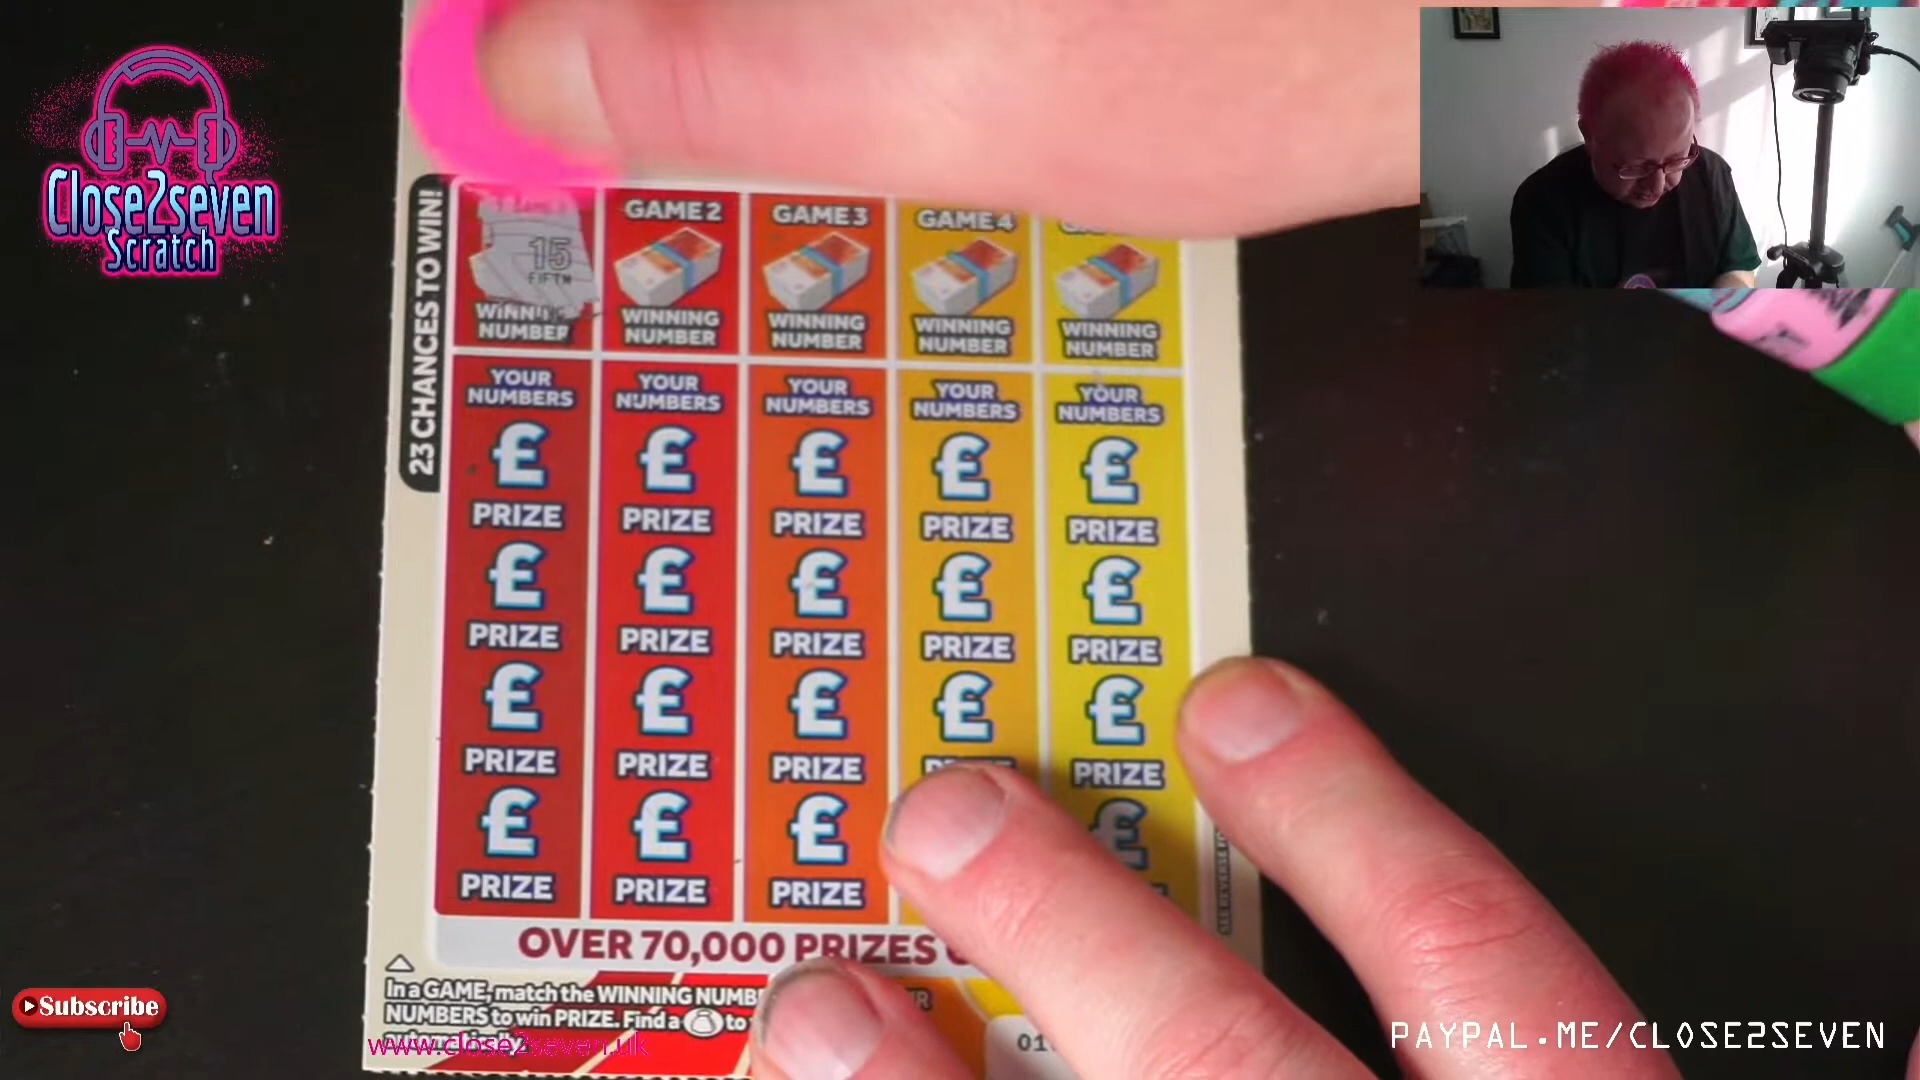 Close2seven
Scratch
23 CHANCES TO WIN!
GAME 2
GAME 3
GAME 4
15
FIFTN
WINNING
NUMBER
WINNING
NUMBER
WINNING
NUMBER
WINNING
NUMBER
WINNING
NUMBER
YOUR
NUMBERS
YOUR
NUMBERS
YOUR
NUMBERS
YOUR
NUMBERS
YOUR
NUMBERS
£ £ £ £ £
PRIZE PRIZE PRIZE PRIZE PRIZE
£ £ £ £ £
PRIZE PRIZE PRIZE PRIZE PRIZE
£ £ £ £ £
PRIZE PRIZE PRIZE PRIZE PRIZE
£ £ £ £
PRIZE PRIZE PRIZE
OVER 70,000 PRIZES
In a GAME, match the WINNING NUMB
NUMBERS to win PRIZE. Find a to
www.close2seven.uk
Subscribe
PAYPAL.ME/CLOSE2SEVEN